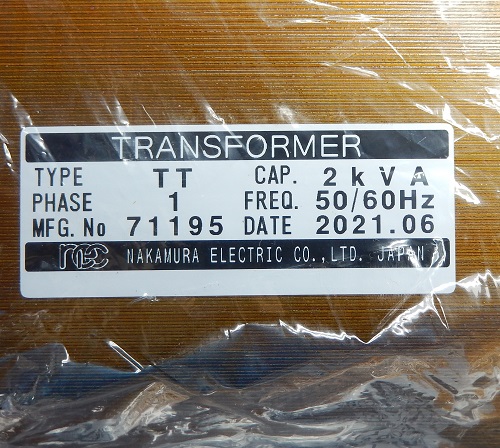 TRANSFORMER
TYPE TT CAP. 2kVA
PHASE 1 FREQ. 50/60Hz
MFG. No 71195 DATE 2021.06
nec NAKAMURA ELECTRIC CO.,LTD. JAPAN